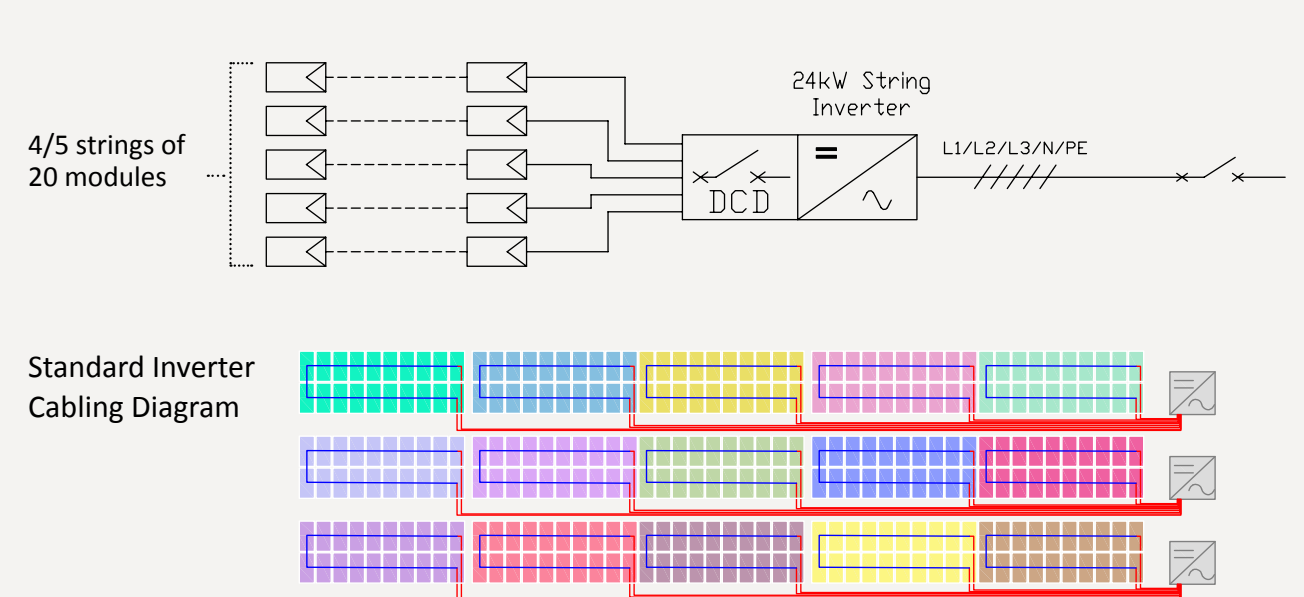 24kW String
Inverter
4/5 strings of
20 modules
L1/L2/L3/N/PE
DCD
Standard Inverter
Cabling Diagram